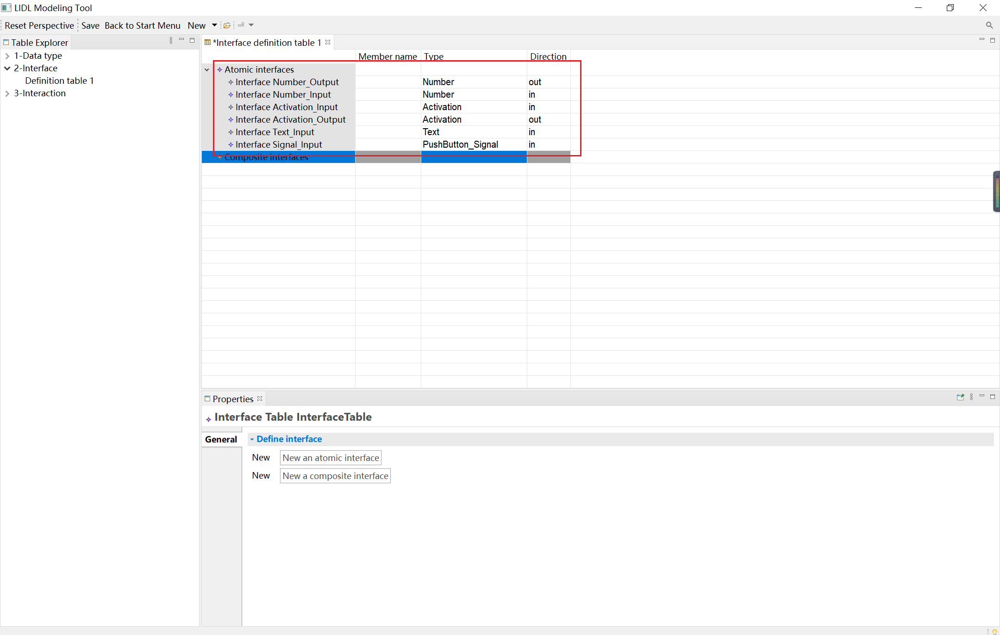 LIDL Modeling Tool
Reset Perspective Save Back to Start Menu New
Table Explorer
1-Data type
2-Interface
Definition table 1
3-Interaction
*Interface definition table 1
Member name Type Direction
Atomic interfaces
Interface Number_Output Number out
Interface Number_Input Number in
Interface Activation_Input Activation in
Interface Activation_Output Activation out
Interface Text_Input Text in
Interface Signal_Input PushButton_Signal in
Composite interfaces
Properties
Interface Table InterfaceTable
General
Define interface
New New an atomic interface
New New a composite interface